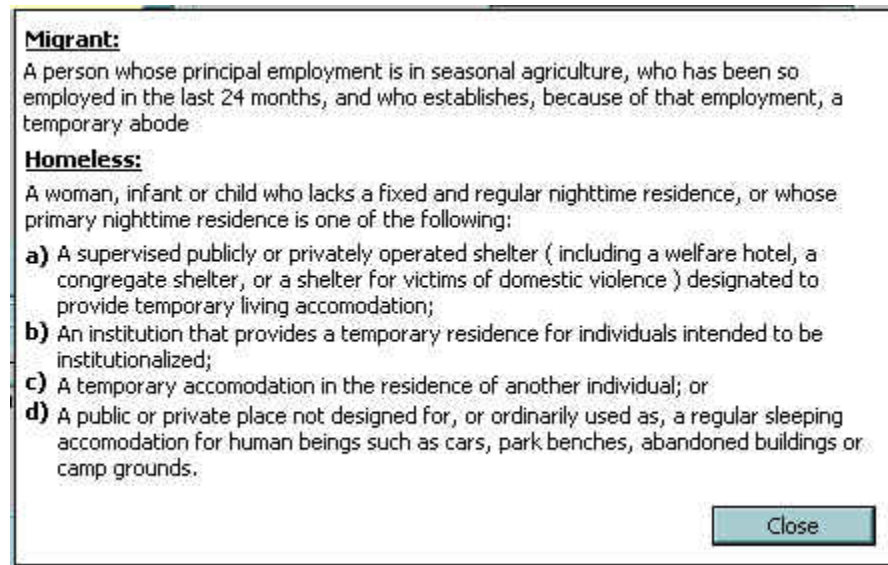 Migrant:
A person whose principal employment is in seasonal agriculture, who has been so
employed in the last 24 months, and who establishes, because of that employment, a
temporary abode
Homeless:
A woman, infant or child who lacks a fixed and regular nighttime residence, or whose
primary nighttime residence is one of the following:
a) A supervised publicly or privately operated shelter ( including a welfare hotel, a
congregate shelter, or a shelter for victims of domestic violence ) designated to
provide temporary living accomodation;
b) An institution that provides a temporary residence for individuals intended to be
institutionalized;
c) A temporary accomodation in the residence of another individual; or
d) A public or private place not designed for, or ordinarily used as, a regular sleeping
accomodation for human beings such as cars, park benches, abandoned buildings or
camp grounds.
Close